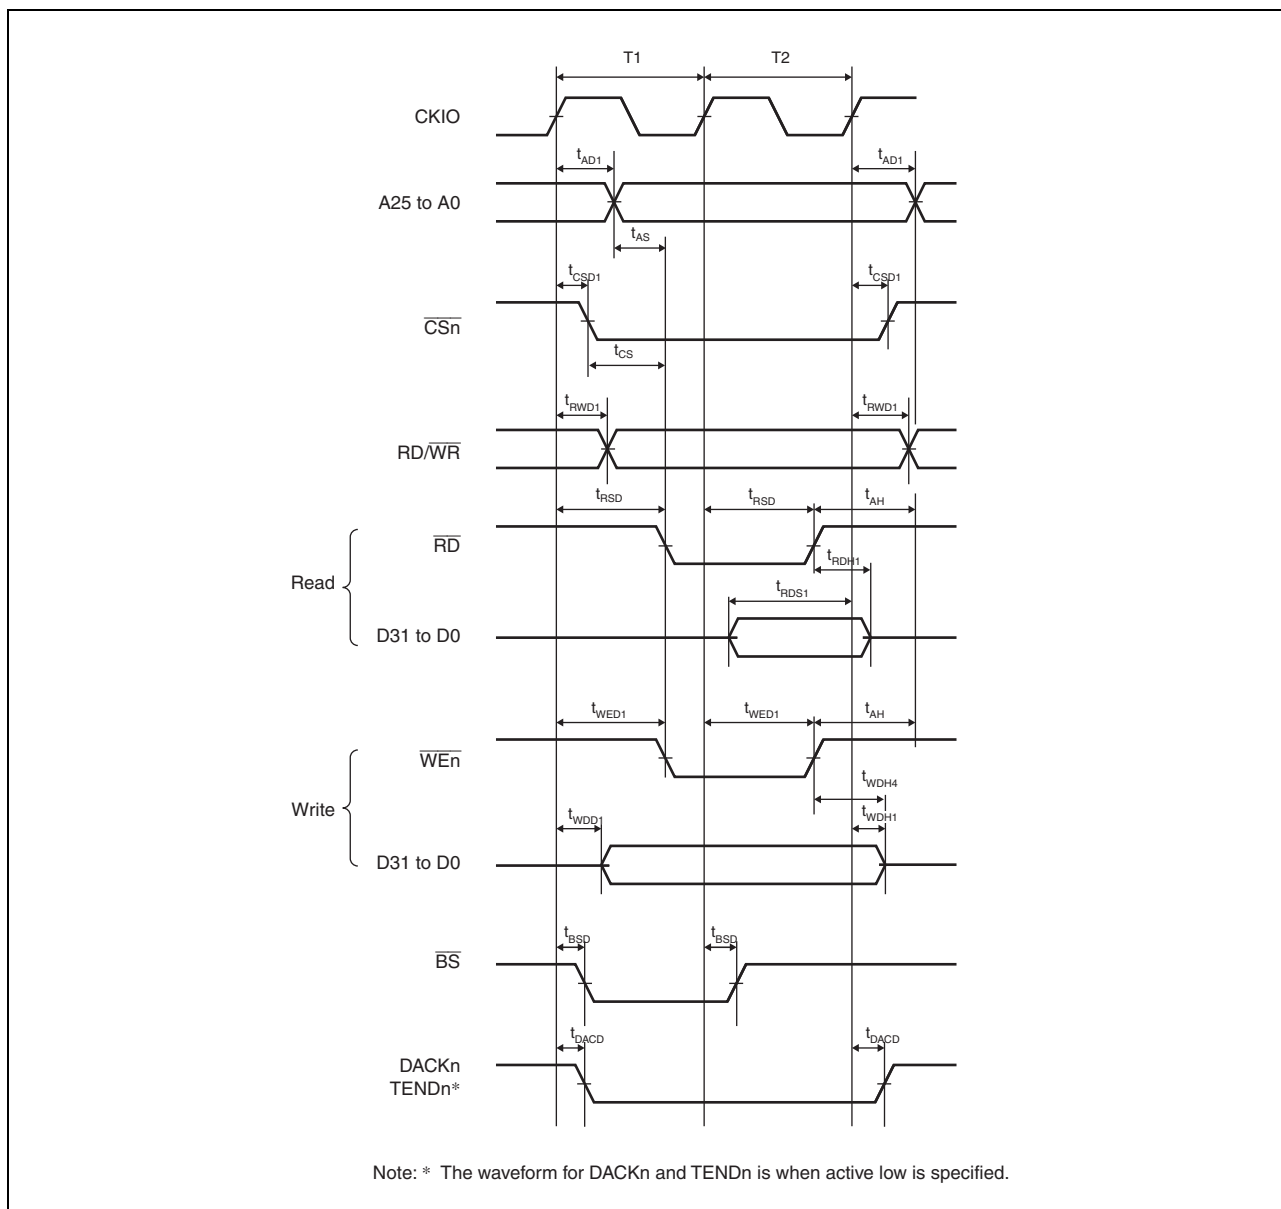 T1 T2
CKIO
tAD1 tAD1
A25 to A0
tAS
tCSD1 tCSD1
CSn
tCS
tRWD1 tRWD1
RD/WR
tRSD tRSD tAH
RD
tRDH1
Read
tRDS1
D31 to D0
tWED1 tWED1 tAH
WEn
tWDH4
Write
tWDD1 tWDH1
D31 to D0
tBSD tBSD
BS
tDACD tDACD
DACKn
TENDn*
Note: * The waveform for DACKn and TENDn is when active low is specified.